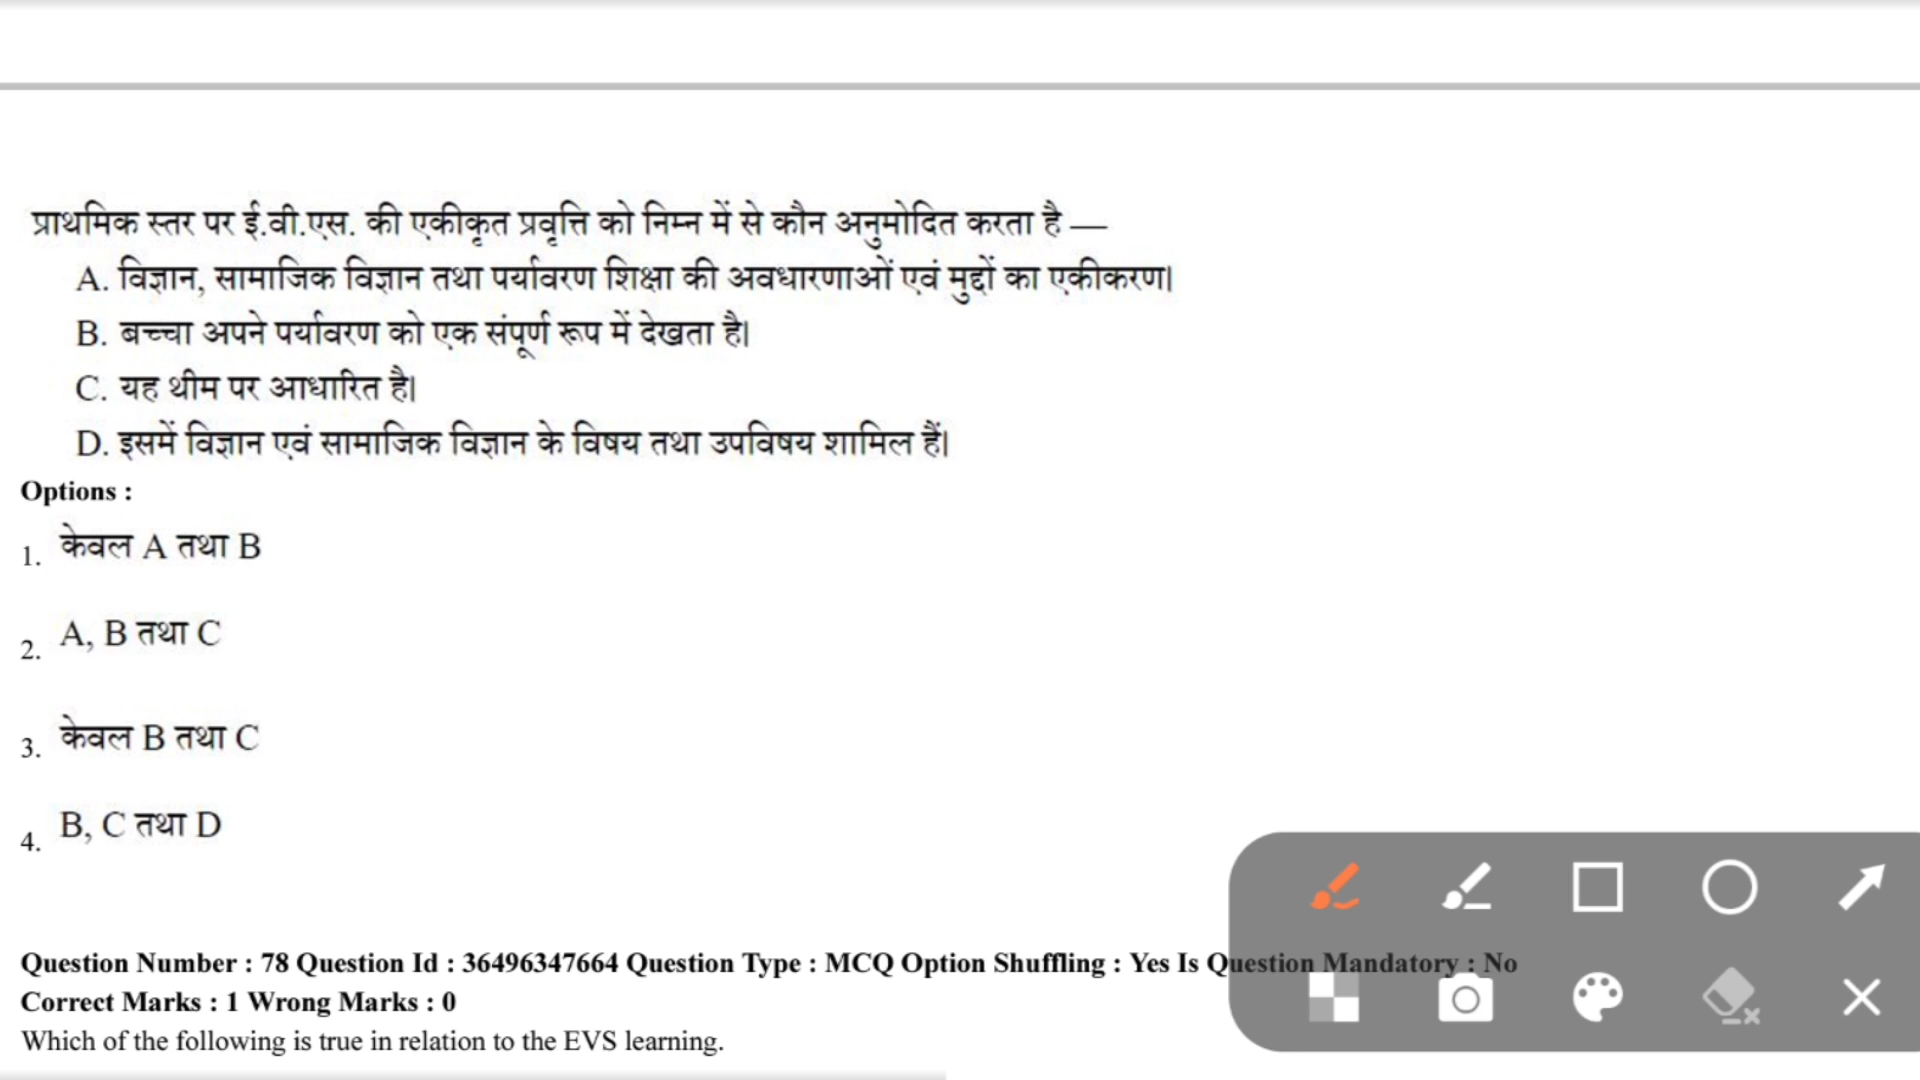 प्राथमिक स्तर पर ई.वी.एस. की एकीकृत प्रवृत्ति को निम्न में से कौन अनुमोदित करता है —
A. विज्ञान, सामाजिक विज्ञान तथा पर्यावरण शिक्षा की अवधारणाओं एवं मुद्दों का एकीकरण।
B. बच्चा अपने पर्यावरण को एक संपूर्ण रूप में देखता है।
C. यह थीम पर आधारित है।
D. इसमें विज्ञान एवं सामाजिक विज्ञान के विषय तथा उपविषय शामिल हैं।
Options :
1. केवल A तथा B
2. A, B तथा C
3. केवल B तथा C
4. B, C तथा D
Question Number : 78 Question Id : 36496347664 Question Type : MCQ Option Shuffling : Yes Is Question Mandatory : No
Correct Marks : 1 Wrong Marks : 0
Which of the following is true in relation to the EVS learning.